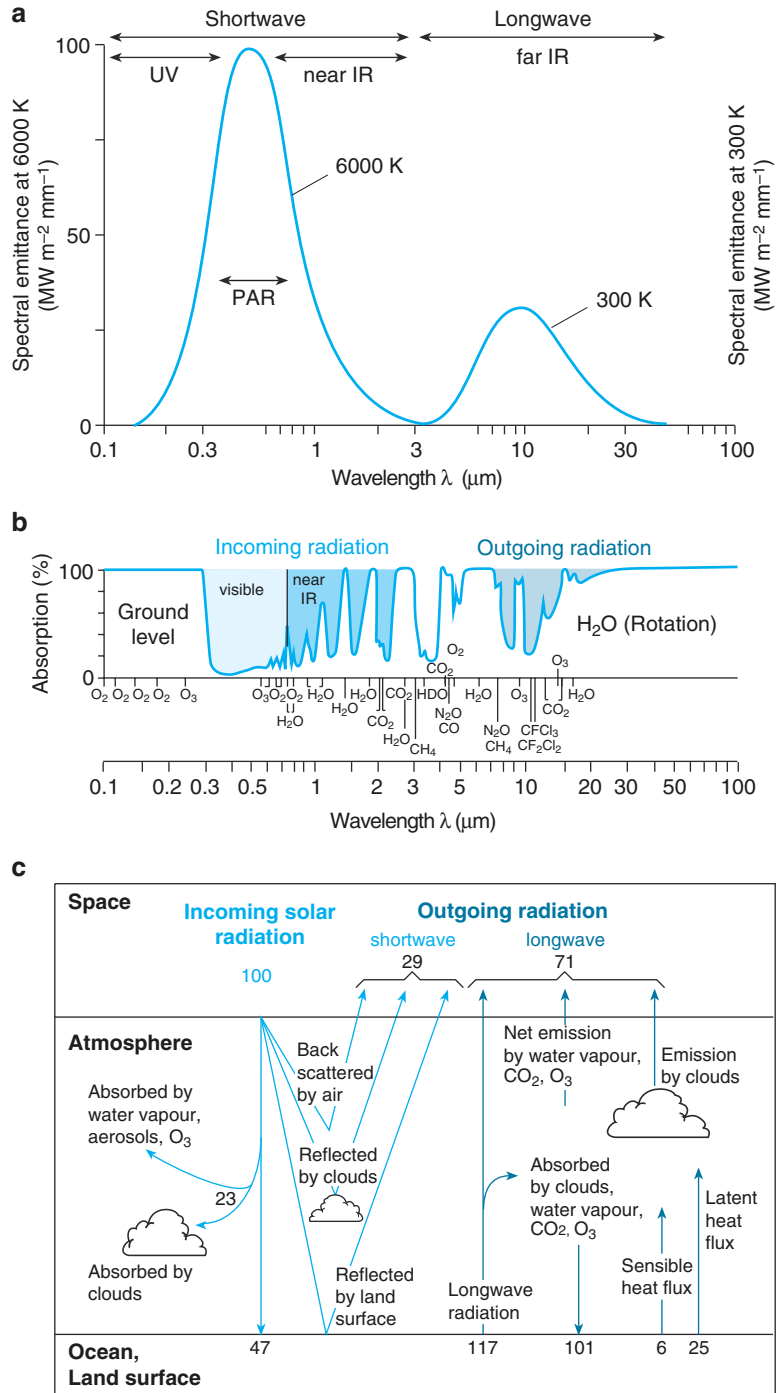 a
Shortwave
Longwave
UV
near IR
far IR
100
50
0
6000 K
PAR
300 K
Spectral emittance at 6000 K
(MW m⁻² mm⁻¹)
Spectral emittance at 300 K
(MW m⁻² mm⁻¹)
0.1 0.3 1 3 10 30 100
Wavelength λ (μm)
b
Incoming radiation
Outgoing radiation
Absorption (%)
100
0
Ground
level
visible
near
IR
H₂O (Rotation)
O₂
CO₂
O₃
O₂ O₂ O₂ O₂ O₃ O₃ O₂ O₂ H₂O H₂O CO₂ HDO H₂O O₃ H₂O
H₂O H₂O CO₂ N₂O CO₂
CO
H₂O CH₄ N₂O CFCl₃
CH₄ CF₂Cl₂
0.1 0.2 0.3 0.5 1 2 3 5 10 20 30 50 100
Wavelength λ (μm)
c
Space
Incoming solar
radiation
100
Outgoing radiation
shortwave
29
longwave
71
Atmosphere
Absorbed by
water vapour,
aerosols, O₃
23
Absorbed by
clouds
Back
scattered
by air
Reflected
by clouds
Reflected
by land
surface
Net emission
by water vapour,
CO₂, O₃
Emission
by clouds
Absorbed
by clouds,
water vapour,
CO₂, O₃
Longwave
radiation
Sensible
heat flux
Latent
heat
flux
Ocean,
Land surface
47 117 101 6 25